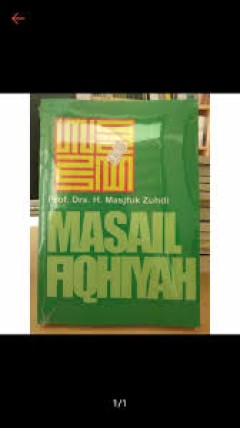 Prof. Drs. H. Masjfuk Zuhdi
MASAIL
FIQHIYAH
1/1